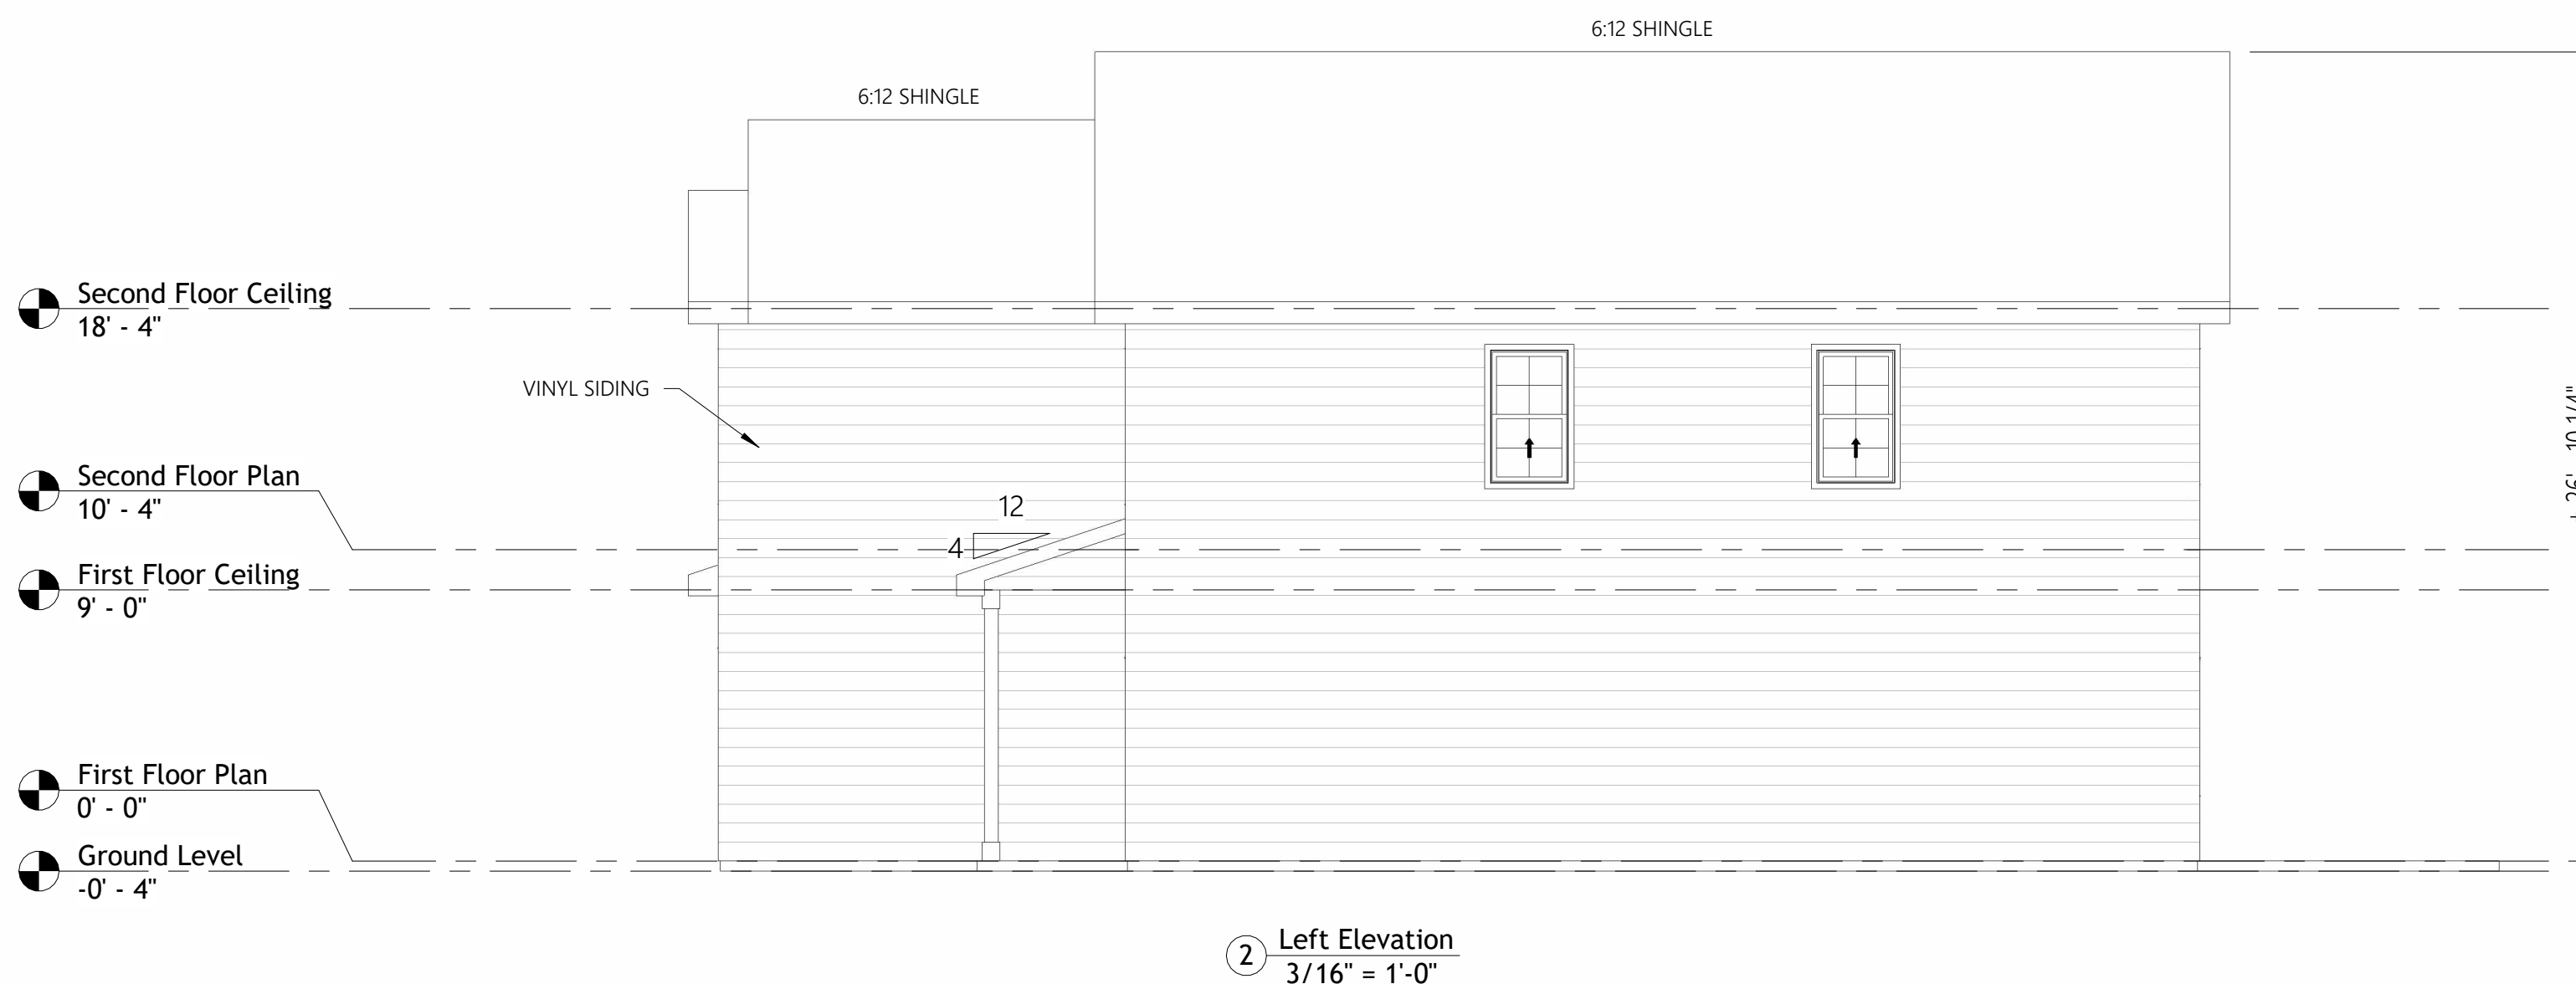 6:12 SHINGLE
6:12 SHINGLE
Second Floor Ceiling
18' - 4"
VINYL SIDING
Second Floor Plan
10' - 4"
12
4
First Floor Ceiling
9' - 0"
First Floor Plan
0' - 0"
Ground Level
-0' - 4"
2
Left Elevation
3/16" = 1'-0"